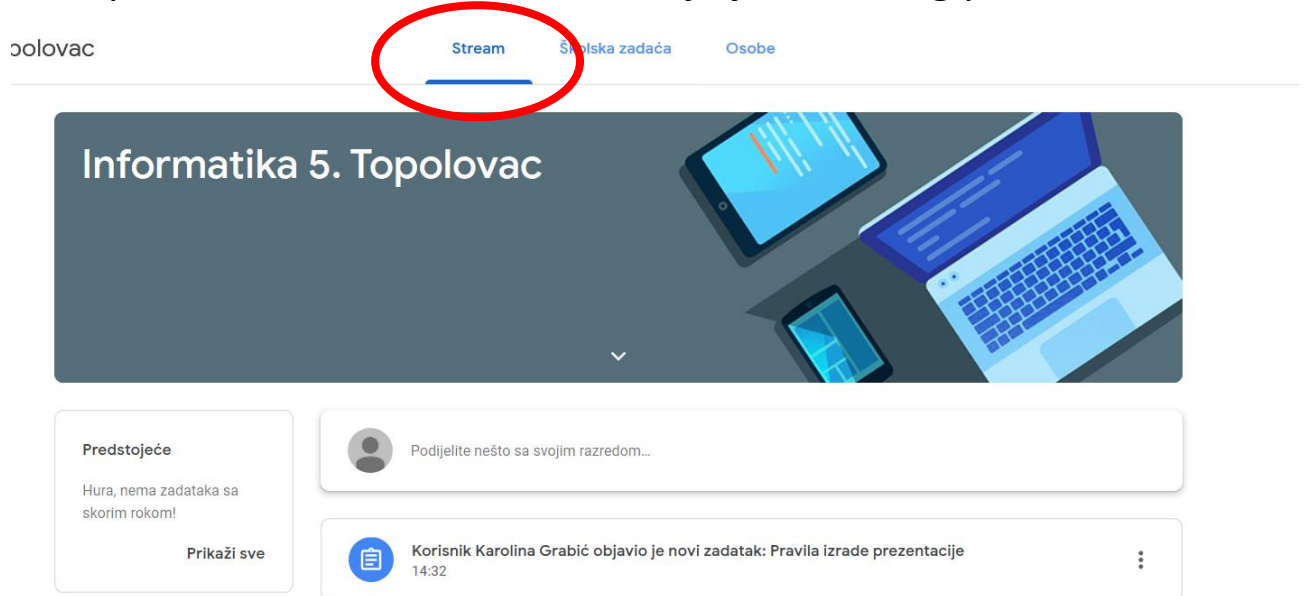 Stream Školska zadaća Osobe
Informatika 5. Topolovac
Predstojeće
Hura, nema zadataka sa
skorim rokom!
Prikaži sve
Podijelite nešto sa svojim razredom...
Korisnik Karolina Grabić objavio je novi zadatak: Pravila izrade prezentacije
14:32